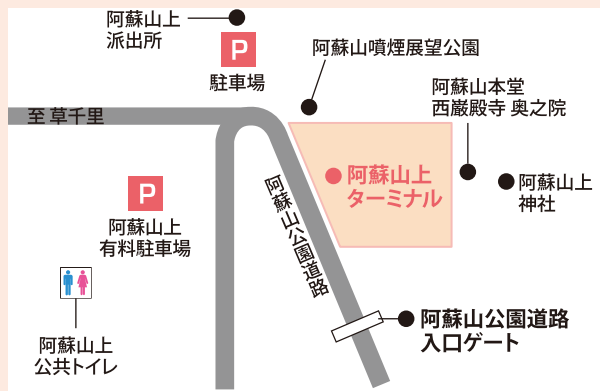 阿蘇山上
派出所
P
駐車場
阿蘇山噴煙展望公園
阿蘇山本堂
西巌殿寺 奥之院
至 草千里
阿蘇山上
ターミナル
阿蘇山上
神社
P
阿蘇山上
有料駐車場
阿蘇山公園道路
阿蘇山上
公共トイレ
阿蘇山公園道路
入口ゲート